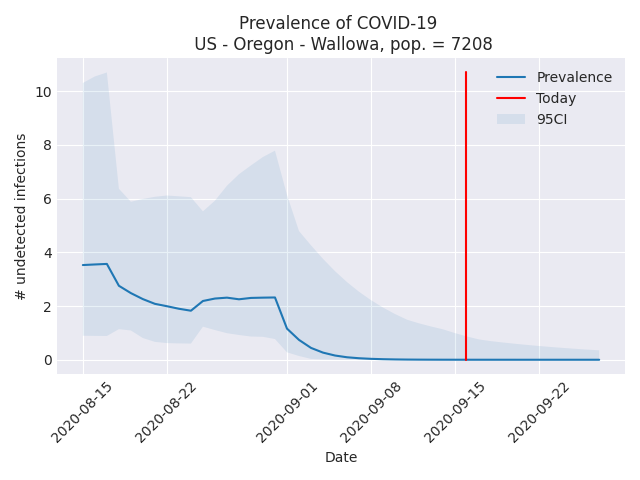 Prevalence of COVID-19
US - Oregon - Wallowa, pop. = 7208
Prevalence
Today
95CI
10
8
6
4
2
0
# undetected infections
2020-08-15
2020-08-22
2020-09-01
2020-09-08
2020-09-15
2020-09-22
Date